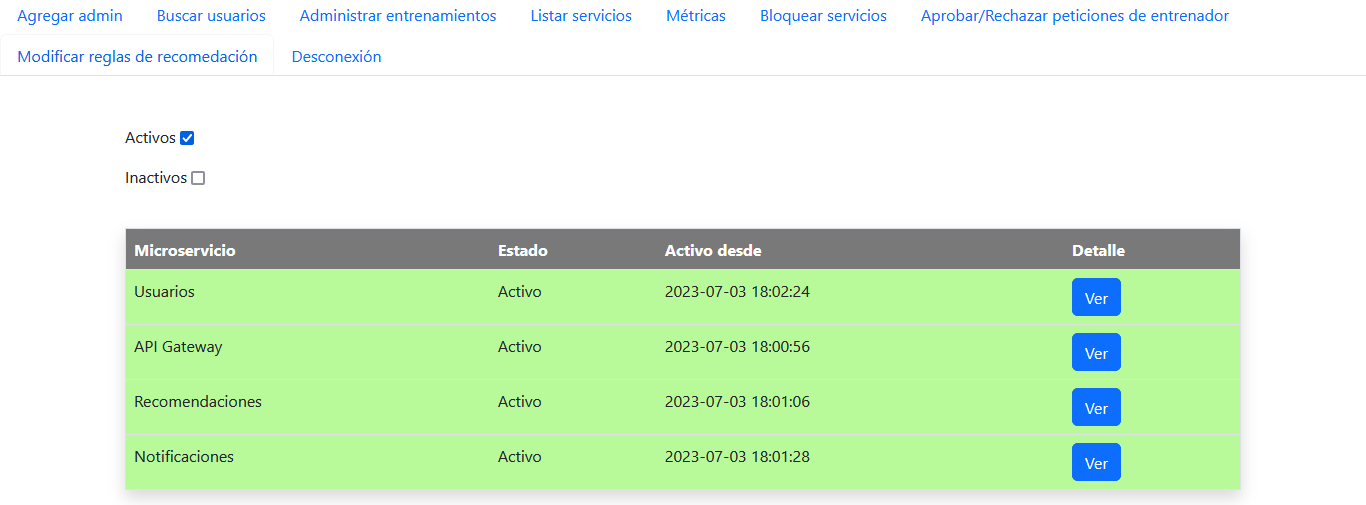 Agregar admin Buscar usuarios Administrar entrenamientos Listar servicios Métricas Bloquear servicios Aprobar/Rechazar peticiones de entrenador
Modificar reglas de recomedación Desconexión
Activos
Inactivos
Microservicio Estado Activo desde Detalle
Usuarios Activo 2023-07-03 18:02:24 Ver
API Gateway Activo 2023-07-03 18:00:56 Ver
Recomendaciones Activo 2023-07-03 18:01:06 Ver
Notificaciones Activo 2023-07-03 18:01:28 Ver